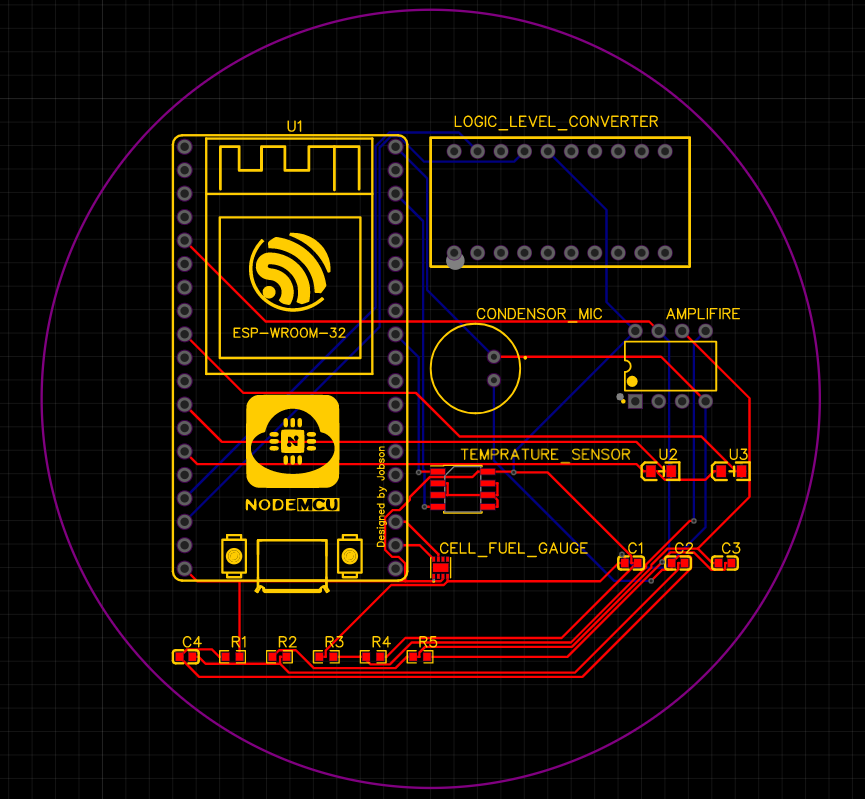 U1
LOGIC_LEVEL_CONVERTER
CONDENSOR_MIC
AMPLIFIRE
ESP-WROOM-32
N
NODEMCU
Designed by Jobson
TEMPRATURE_SENSOR
U2
U3
CELL_FUEL_GAUGE
C1
C2
C3
C4
R1
R2
R3
R4
R5